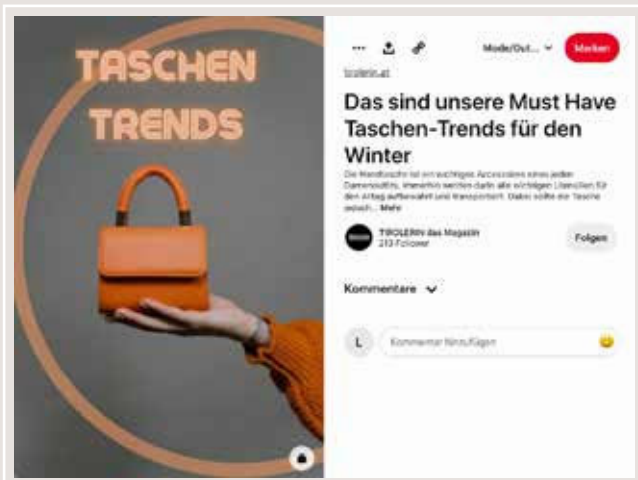 TASCHEN
TRENDS
Mode/Out...
Merken
tirolerin.at
Das sind unsere Must Have
Taschen-Trends für den
Winter
Die Handtasche ist ein wichtiges Accessoires eines jeden
Damenoutfits, immerhin werden darin alle wichtigen Utensilien für
den Alltag aufbewahrt und transportiert. Dabei sollte die Tasche
jedoch... Mehr
TIROLERIN das Magazin
213 Follower
Folgen
Kommentare
L
Kommentar hinzufügen